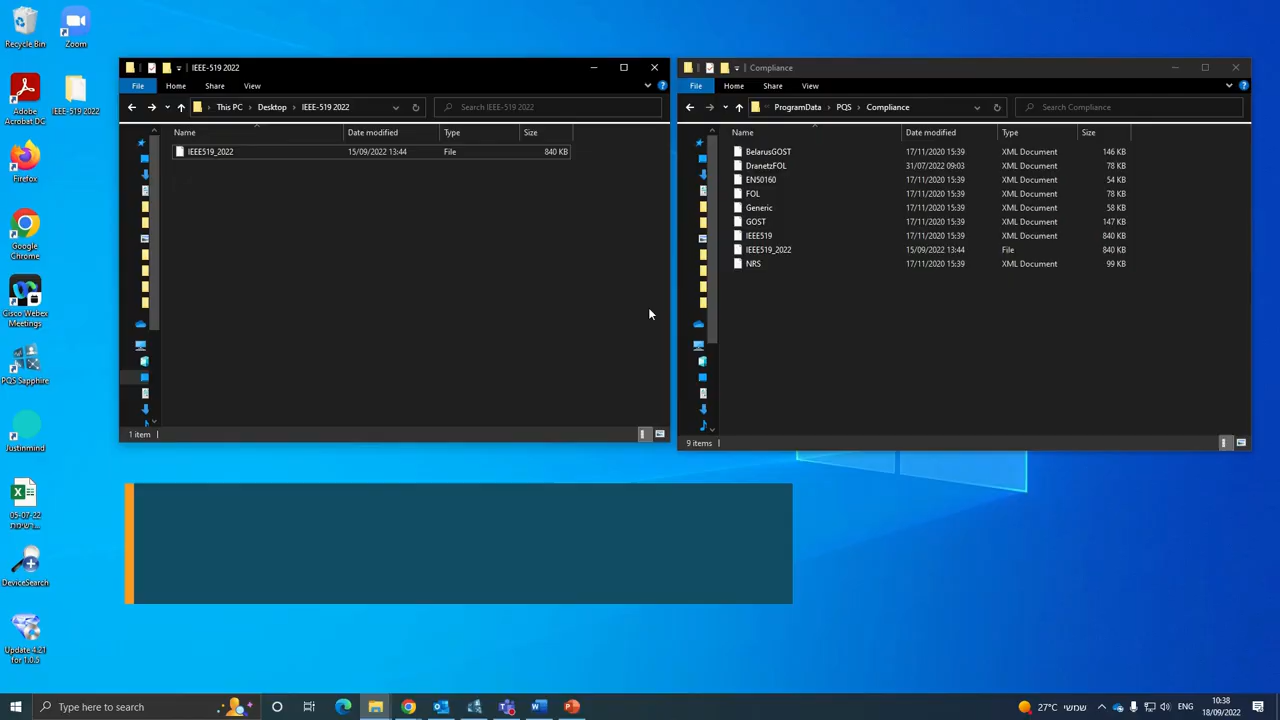 Recycle Bin
Zoom
Adobe
Acrobat DC
IEEE-519 2022
Firefox
Google
Chrome
Cisco Webex
Meetings
PQS Sapphire
Justinmind
05-07-22
רשימת...
DeviceSearch
Update 4.21
for 1.0.5
IEEE-519 2022
File
Home
Share
View
This PC
Desktop
IEEE-519 2022
Search IEEE-519 2022
Name
Date modified
Type
Size
IEEE519_2022
15/09/2022 13:44
File
840 KB
1 item
Compliance
File
Home
Share
View
ProgramData
PQS
Compliance
Search Compliance
Name
Date modified
Type
Size
BelarusGOST
17/11/2020 15:39
XML Document
146 KB
DranetzFOL
31/07/2022 09:03
XML Document
78 KB
EN50160
17/11/2020 15:39
XML Document
54 KB
FOL
17/11/2020 15:39
XML Document
78 KB
Generic
17/11/2020 15:39
XML Document
58 KB
GOST
17/11/2020 15:39
XML Document
147 KB
IEEE519
17/11/2020 15:39
XML Document
840 KB
IEEE519_2022
15/09/2022 13:44
File
840 KB
NRS
17/11/2020 15:39
XML Document
99 KB
9 items
Type here to search
27°C שמשי
ENG
10:38
18/09/2022